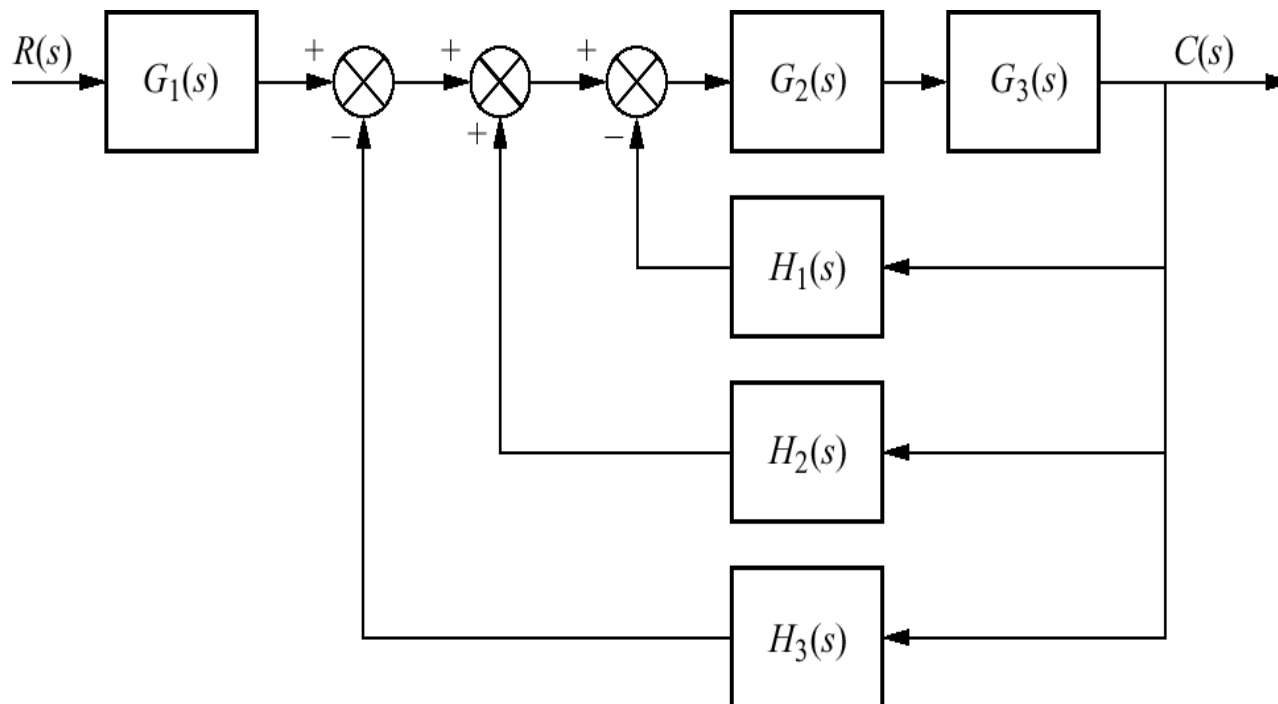 R(s)
G₁(s)
+
+
+
G₂(s)
G₃(s)
C(s)
−
+
−
H₁(s)
H₂(s)
H₃(s)